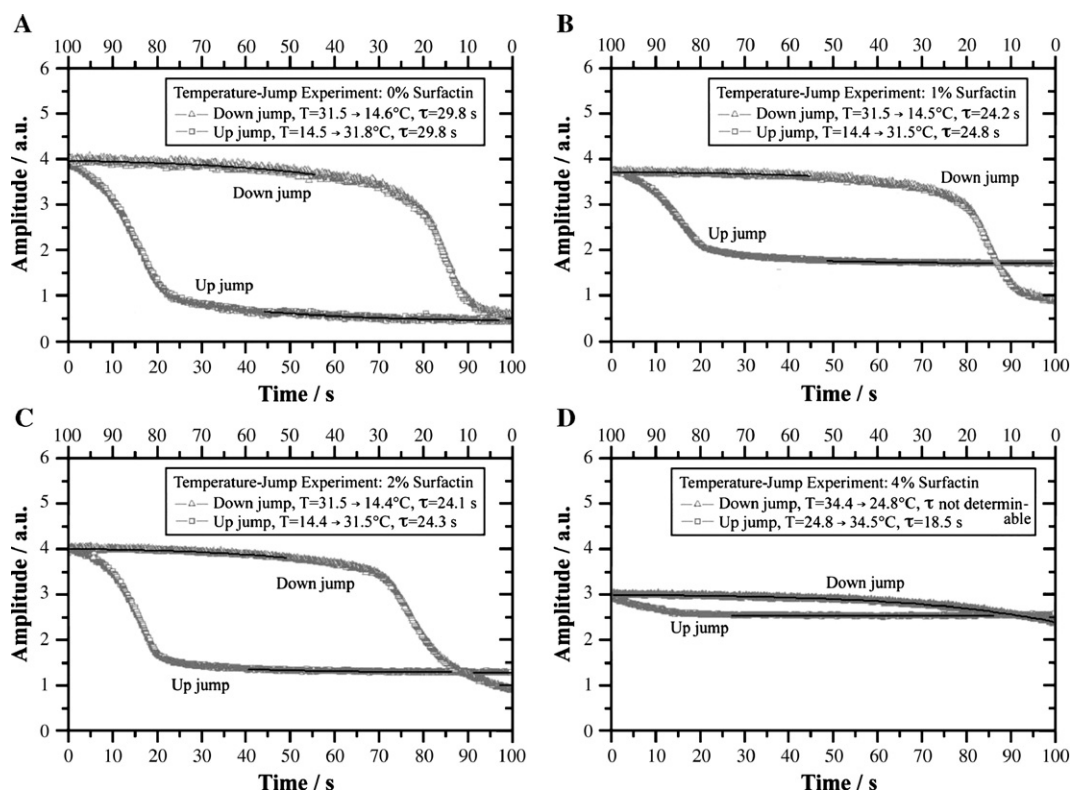 A
100 90 80 70 60 50 40 30 20 10 0
6
5
4
3
2
1
0
Amplitude / a.u.
Temperature-Jump Experiment: 0% Surfactin
Down jump, T=31.5 → 14.6°C, τ=29.8 s
Up jump, T=14.5 → 31.8°C, τ=29.8 s
Down jump
Up jump
0 10 20 30 40 50 60 70 80 90 100
Time / s
B
100 90 80 70 60 50 40 30 20 10 0
6
5
4
3
2
1
0
Amplitude / a.u.
Temperature-Jump Experiment: 1% Surfactin
Down jump, T=31.5 → 14.5°C, τ=24.2 s
Up jump, T=14.4 → 31.5°C, τ=24.8 s
Down jump
Up jump
0 10 20 30 40 50 60 70 80 90 100
Time / s
C
100 90 80 70 60 50 40 30 20 10 0
6
5
4
3
2
1
0
Amplitude / a.u.
Temperature-Jump Experiment: 2% Surfactin
Down jump, T=31.5 → 14.4°C, τ=24.1 s
Up jump, T=14.4 → 31.5°C, τ=24.3 s
Down jump
Up jump
0 10 20 30 40 50 60 70 80 90 100
Time / s
D
100 90 80 70 60 50 40 30 20 10 0
6
5
4
3
2
1
0
Amplitude / a.u.
Temperature-Jump Experiment: 4% Surfactin
Down jump, T=34.4 → 24.8°C, τ not determin-
able
Up jump, T=24.8 → 34.5°C, τ=18.5 s
Down jump
Up jump
0 10 20 30 40 50 60 70 80 90 100
Time / s